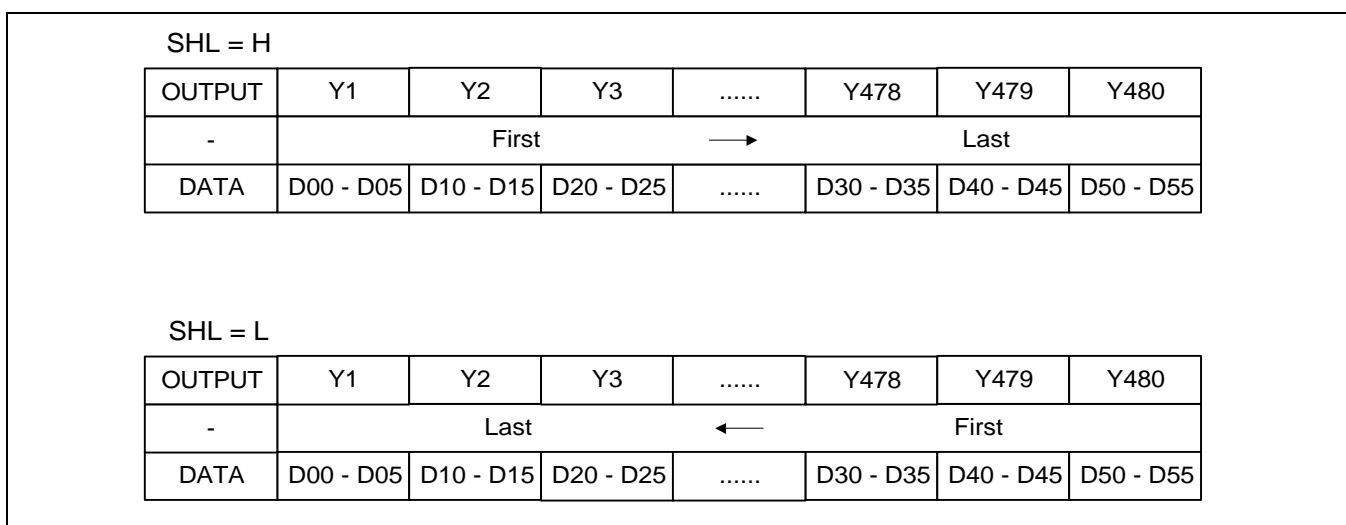 SHL = H
OUTPUT Y1 Y2 Y3 ...... Y478 Y479 Y480
- First → Last
DATA D00 - D05 D10 - D15 D20 - D25 ...... D30 - D35 D40 - D45 D50 - D55
SHL = L
OUTPUT Y1 Y2 Y3 ...... Y478 Y479 Y480
- Last ← First
DATA D00 - D05 D10 - D15 D20 - D25 ...... D30 - D35 D40 - D45 D50 - D55